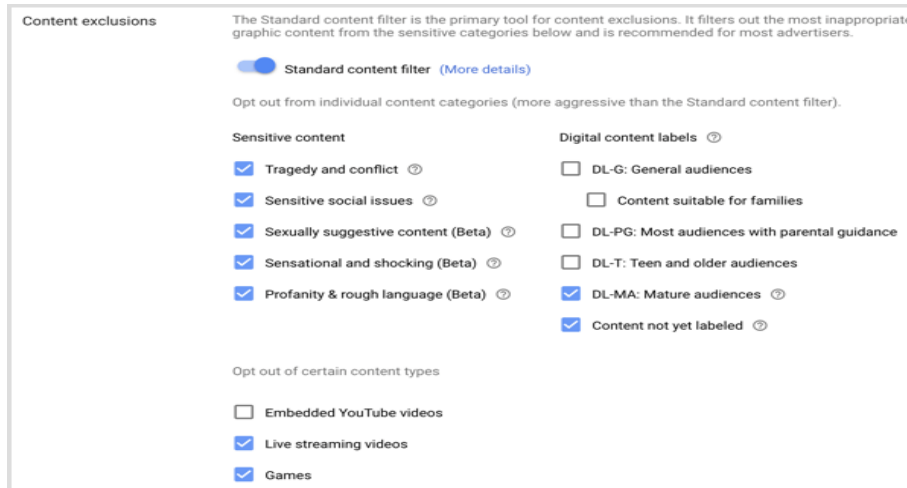 Content exclusions
The Standard content filter is the primary tool for content exclusions. It filters out the most inappropriate
graphic content from the sensitive categories below and is recommended for most advertisers.
Standard content filter (More details)
Opt out from individual content categories (more aggressive than the Standard content filter).
Sensitive content
Tragedy and conflict
Sensitive social issues
Sexually suggestive content (Beta)
Sensational and shocking (Beta)
Profanity & rough language (Beta)
Digital content labels
DL-G: General audiences
Content suitable for families
DL-PG: Most audiences with parental guidance
DL-T: Teen and older audiences
DL-MA: Mature audiences
Content not yet labeled
Opt out of certain content types
Embedded YouTube videos
Live streaming videos
Games